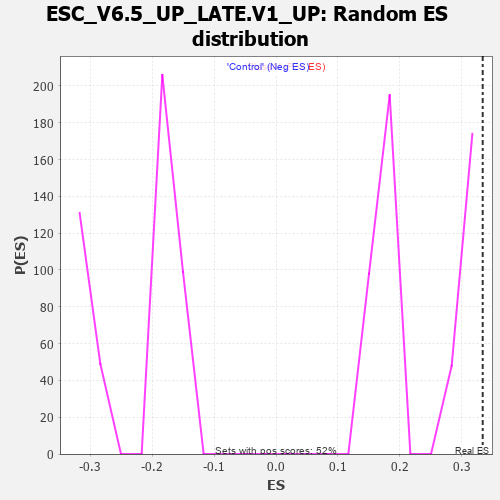 ESC_V6.5_UP_LATE.V1_UP: Random ES
distribution
'Control' (Neg ES) ES)
200
180
160
140
120
100
80
60
40
20
0
P(ES)
Sets with pos scores: 52%
Real ES
-0.3 -0.2 -0.1 0.0 0.1 0.2 0.3
ES